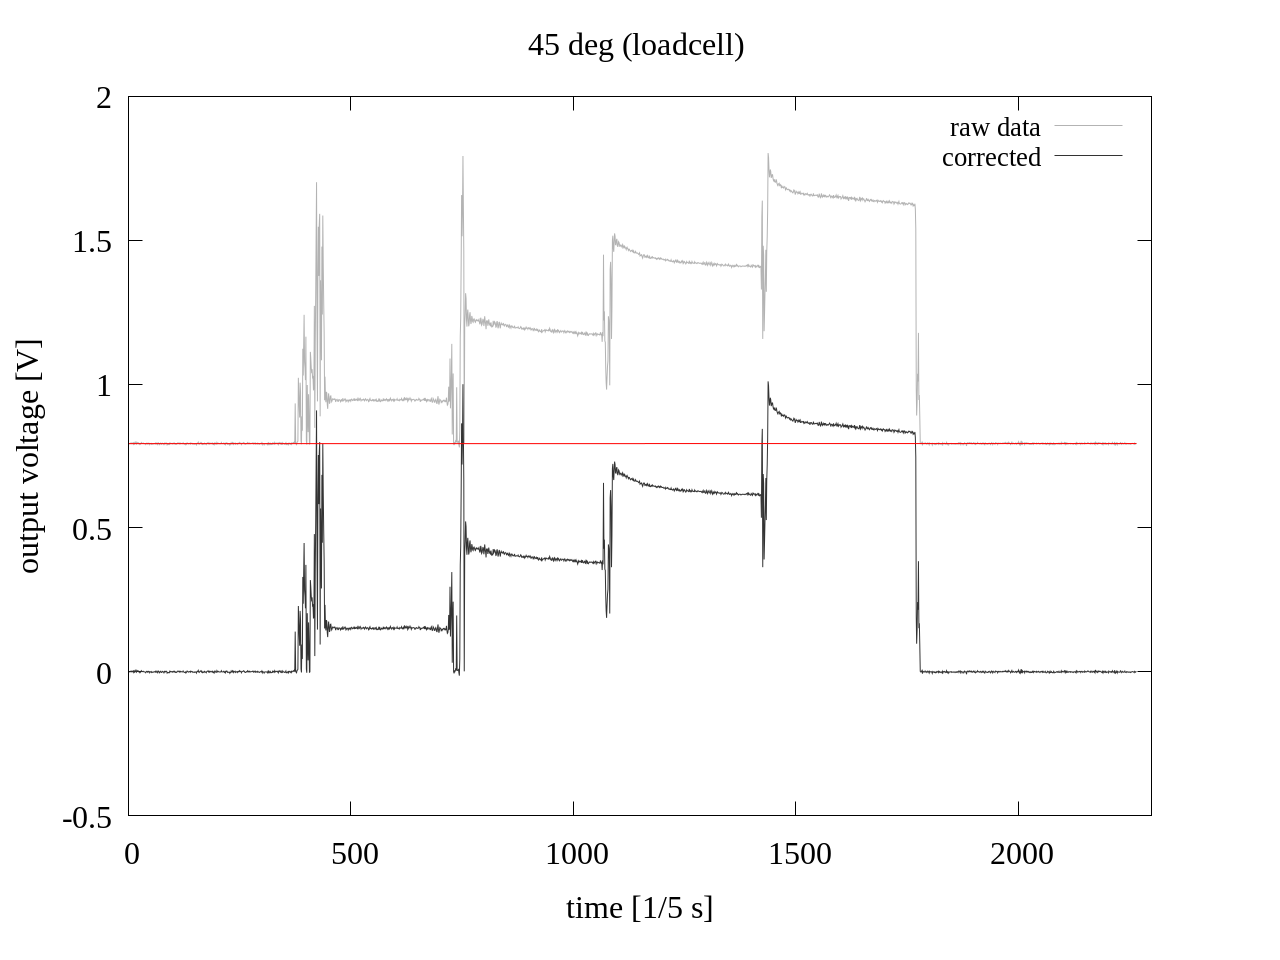 45 deg (loadcell)
2
raw data
corrected
1.5
1
output voltage [V]
0.5
0
-0.5
0 500 1000 1500 2000
time [1/5 s]